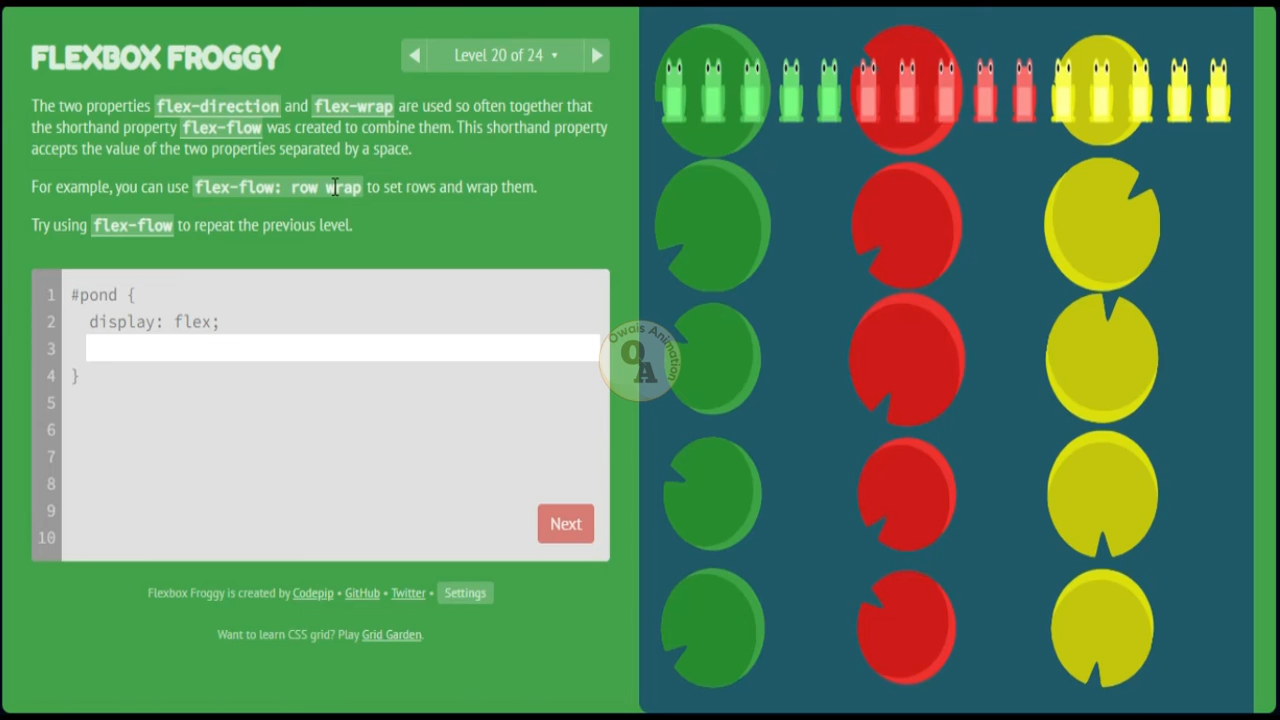 FLEXBOX FROGGY
Level 20 of 24
The two properties flex-direction and flex-wrap are used so often together that
the shorthand property flex-flow was created to combine them. This shorthand property
accepts the value of the two properties separated by a space.
For example, you can use flex-flow: row wrap to set rows and wrap them.
Try using flex-flow to repeat the previous level.
1 #pond {
2 display: flex;
3
4 }
5
6
7
8
9
10
Next
Flexbox Froggy is created by Codepip • GitHub • Twitter • Settings
Want to learn CSS grid? Play Grid Garden.
Owais Animation
OA